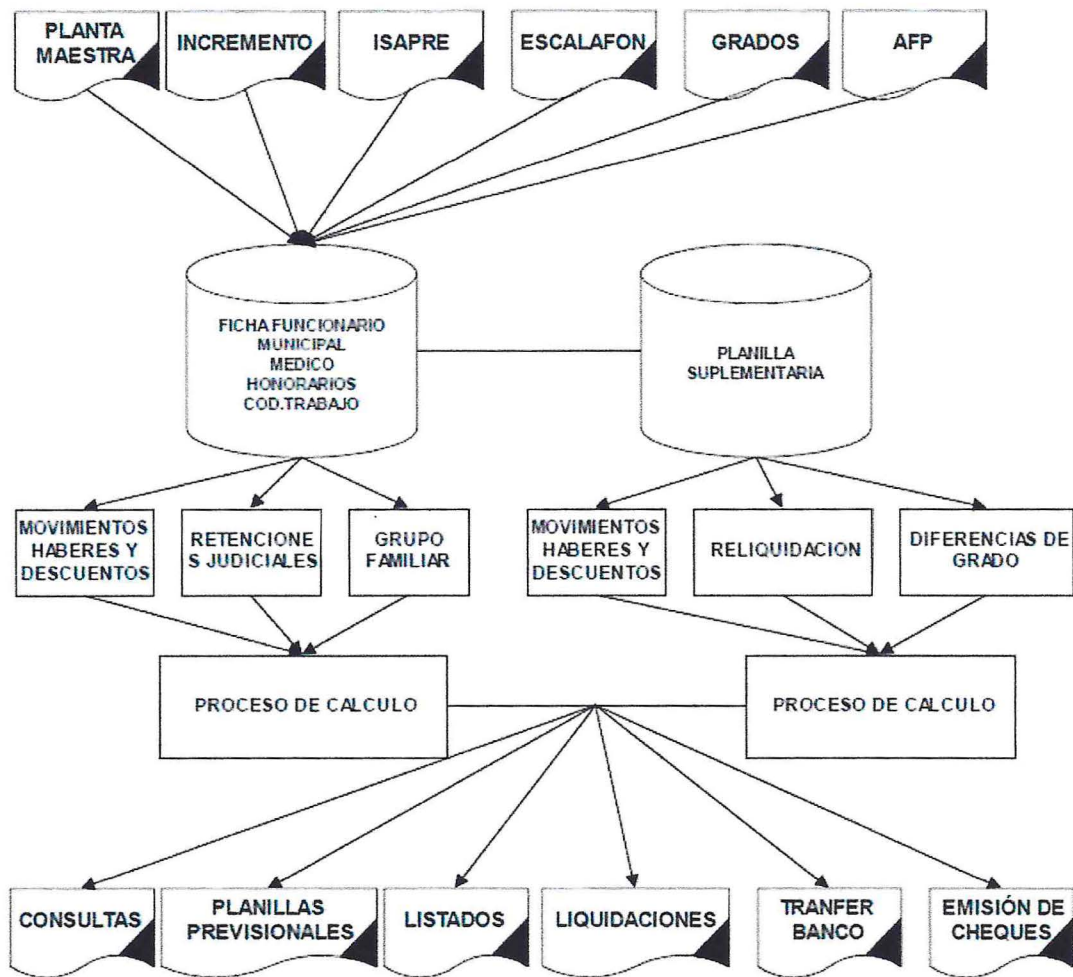 PLANTA
MAESTRA
INCREMENTO
ISAPRE
ESCALAFON
GRADOS
AFP
FICHA FUNCIONARIO
MUNICIPAL
MEDICO
HONORARIOS
COD.TRABAJO
PLANILLA
SUPLEMENTARIA
MOVIMIENTOS
HABERES Y
DESCUENTOS
RETENCIONE
S JUDICIALES
GRUPO
FAMILIAR
MOVIMIENTOS
HABERES Y
DESCUENTOS
RELIQUIDACION
DIFERENCIAS DE
GRADO
PROCESO DE CALCULO
PROCESO DE CALCULO
CONSULTAS
PLANILLAS
PREVISIONALES
LISTADOS
LIQUIDACIONES
TRANFER
BANCO
EMISIÓN DE
CHEQUES